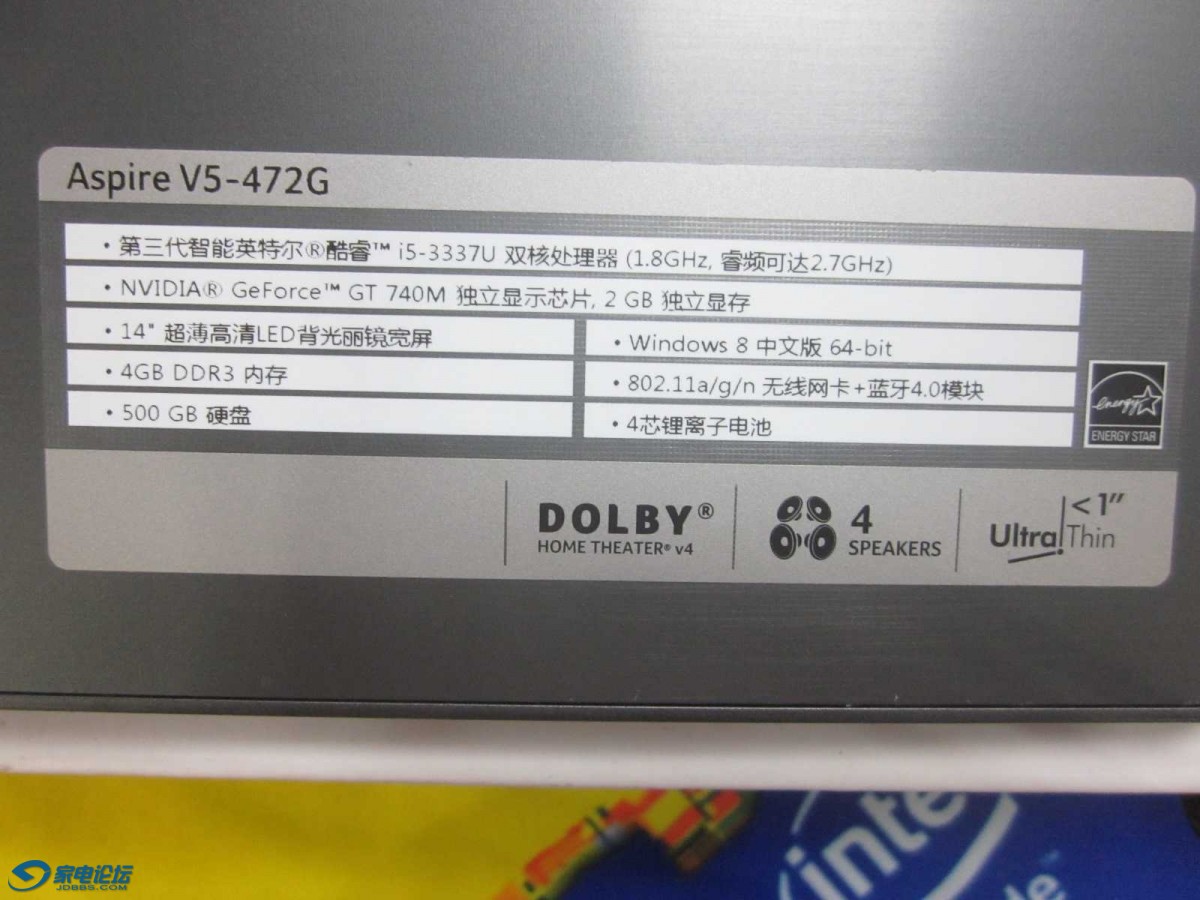 Aspire V5-472G
• 第三代智能英特尔®酷睿™ i5-3337U 双核处理器 (1.8GHz, 睿频可达2.7GHz)
• NVIDIA® GeForce™ GT 740M 独立显示芯片, 2 GB 独立显存
• 14" 超薄高清LED背光丽镜宽屏
• Windows 8 中文版 64-bit
• 4GB DDR3 内存
• 802.11a/g/n 无线网卡+蓝牙4.0模块
• 500 GB 硬盘
• 4芯锂离子电池
energy
ENERGY STAR
DOLBY®
HOME THEATER® v4
4
SPEAKERS
<1"
Ultra Thin
inte
de™
家电论坛
JDBBS.COM